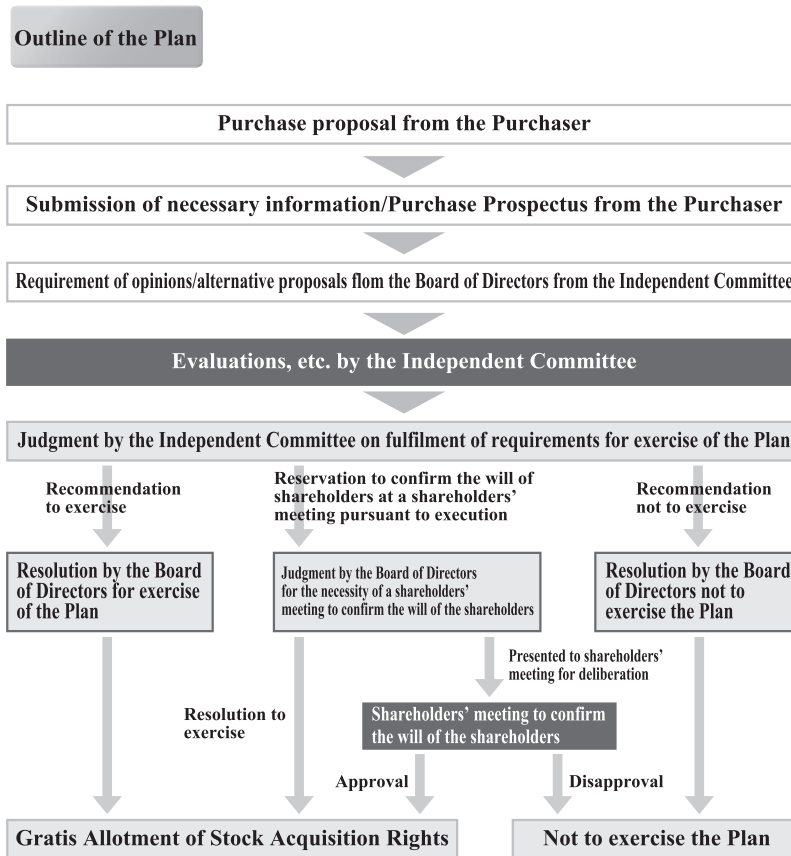 Outline of the Plan
Purchase proposal from the Purchaser
Submission of necessary information/Purchase Prospectus from the Purchaser
Requirement of opinions/alternative proposals flom the Board of Directors from the Independent Committee
Evaluations, etc. by the Independent Committee
Judgment by the Independent Committee on fulfilment of requirements for exercise of the Plan
Recommendation
to exercise
Reservation to confirm the will of
shareholders at a shareholders’
meeting pursuant to execution
Recommendation
not to exercise
Resolution by the Board
of Directors for exercise
of the Plan
Judgment by the Board of Directors
for the necessity of a shareholders’
meeting to confirm the will of the shareholders
Resolution by the Board
of Directors not to
exercise the Plan
Presented to shareholders’
meeting for deliberation
Resolution to
exercise
Shareholders’ meeting to confirm
the will of the shareholders
Approval
Disapproval
Gratis Allotment of Stock Acquisition Rights
Not to exercise the Plan